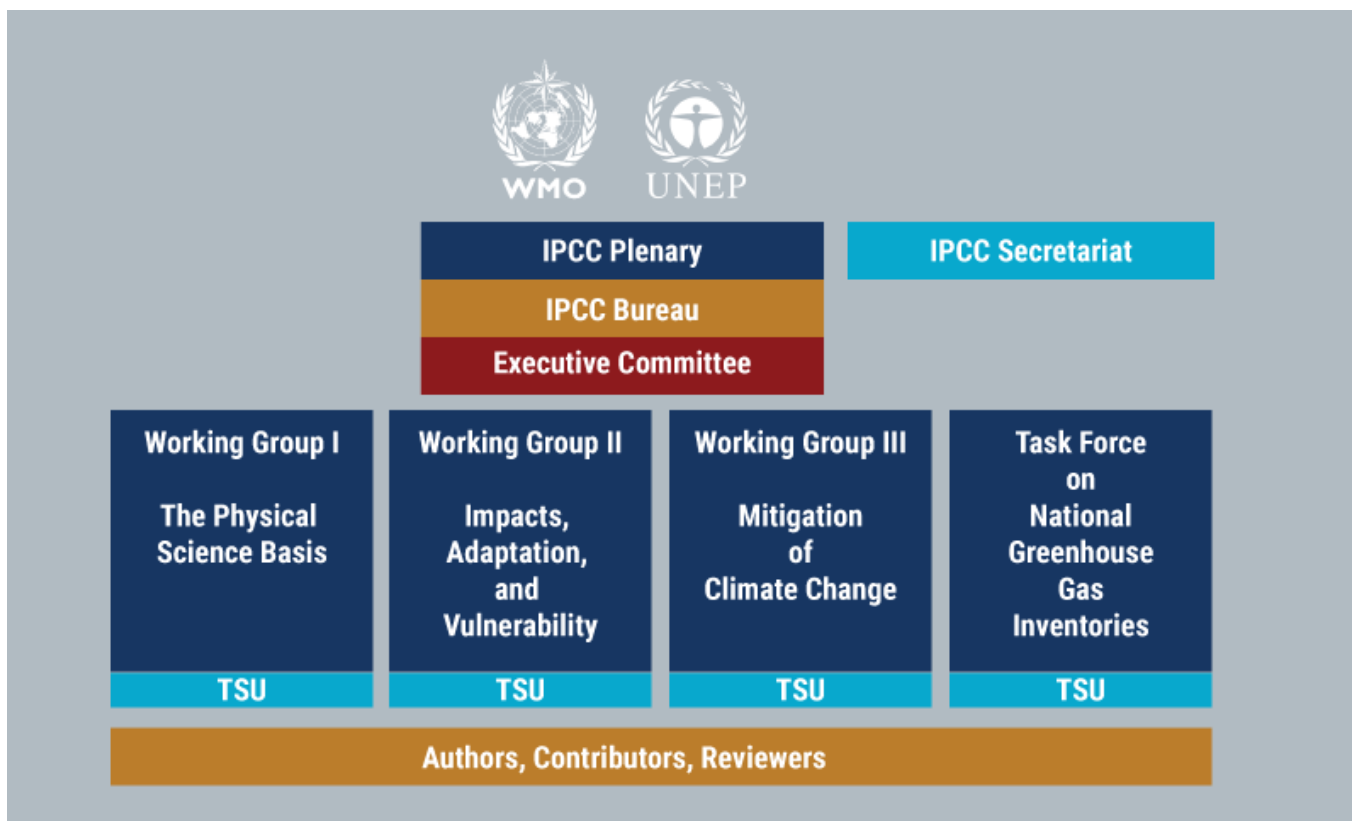 WMO
UNEP
IPCC Plenary
IPCC Secretariat
IPCC Bureau
Executive Committee
Working Group I
The Physical
Science Basis
TSU
Working Group II
Impacts,
Adaptation,
and
Vulnerability
TSU
Working Group III
Mitigation
of
Climate Change
TSU
Task Force
on
National
Greenhouse
Gas
Inventories
TSU
Authors, Contributors, Reviewers